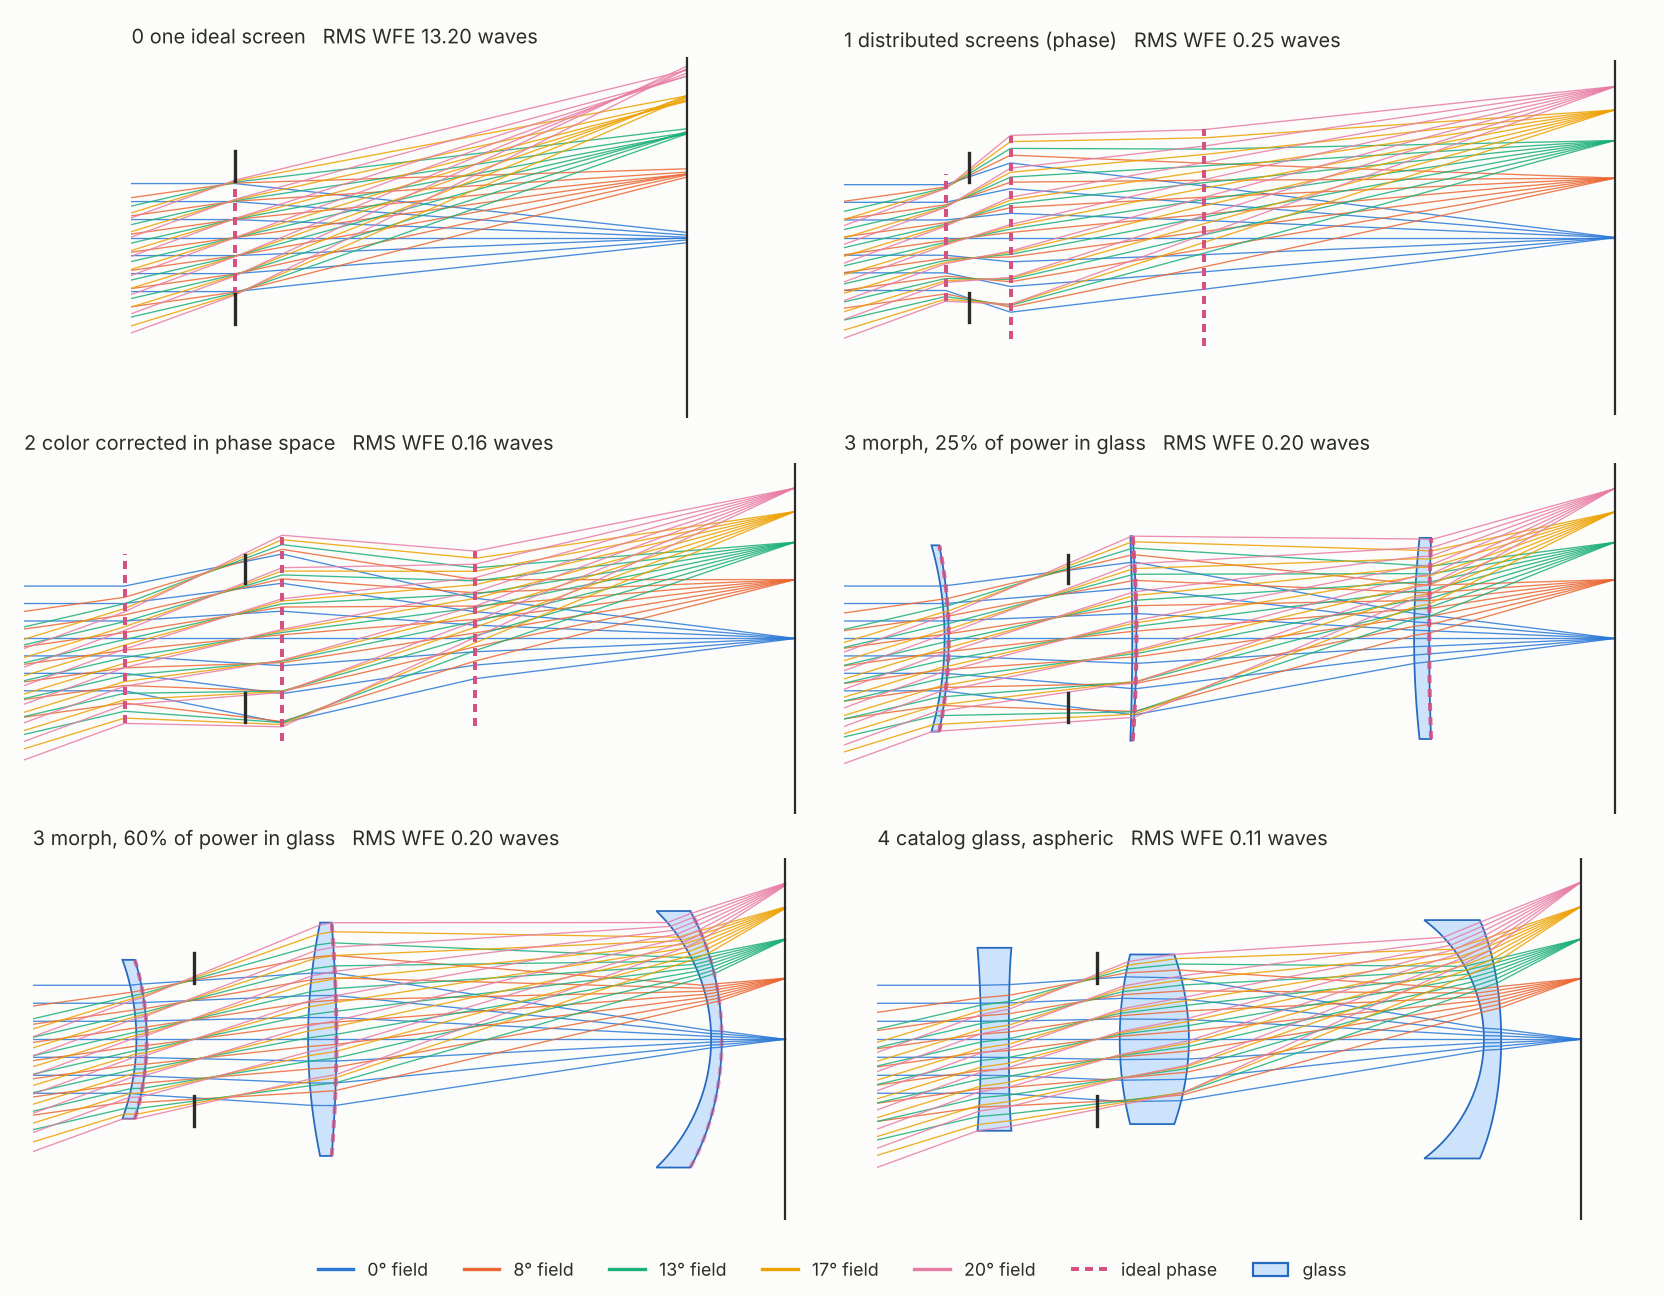 0 one ideal screen RMS WFE 13.20 waves
1 distributed screens (phase) RMS WFE 0.25 waves
2 color corrected in phase space RMS WFE 0.16 waves
3 morph, 25% of power in glass RMS WFE 0.20 waves
3 morph, 60% of power in glass RMS WFE 0.20 waves
4 catalog glass, aspheric RMS WFE 0.11 waves
0° field 8° field 13° field 17° field 20° field ideal phase glass